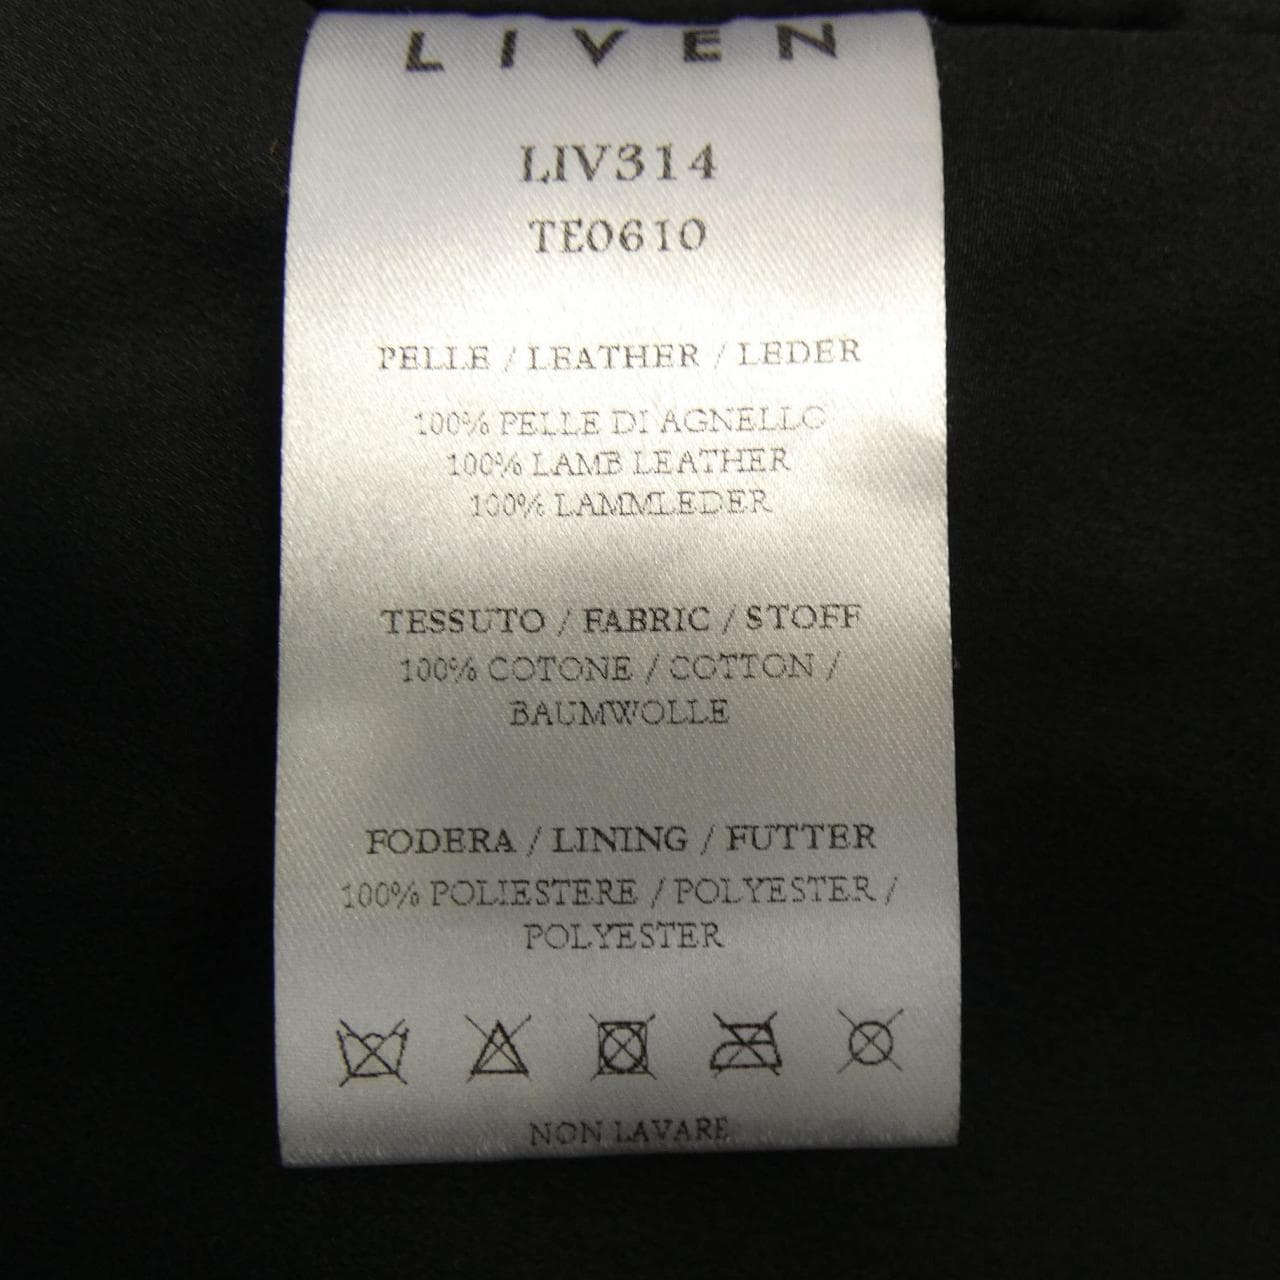 LIVEN
LIV314
TE0610
PELLE / LEATHER / LEDER
100% PELLE DI AGNELLO
100% LAMB LEATHER
100% LAMMLEDER
TESSUTO / FABRIC / STOFF
100% COTONE / COTTON /
BAUMWOLLE
FODERA / LINING / FUTTER
100% POLIESTERE / POLYESTER /
POLYESTER
NON LAVARE